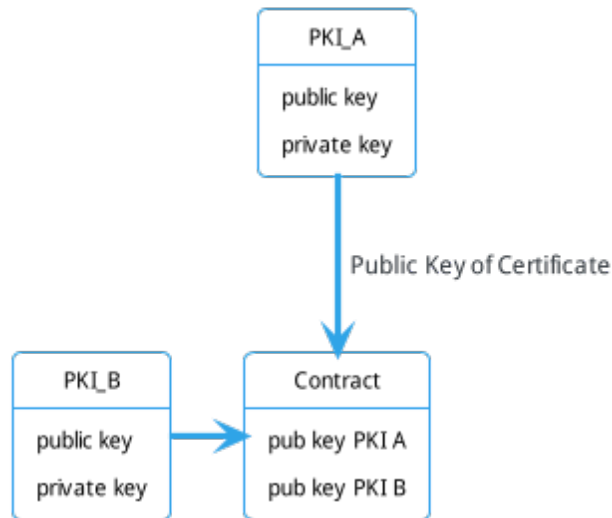 PKI_A
public key
private key
Public Key of Certificate
PKI_B
public key
private key
Contract
pub key PKI A
pub key PKI B